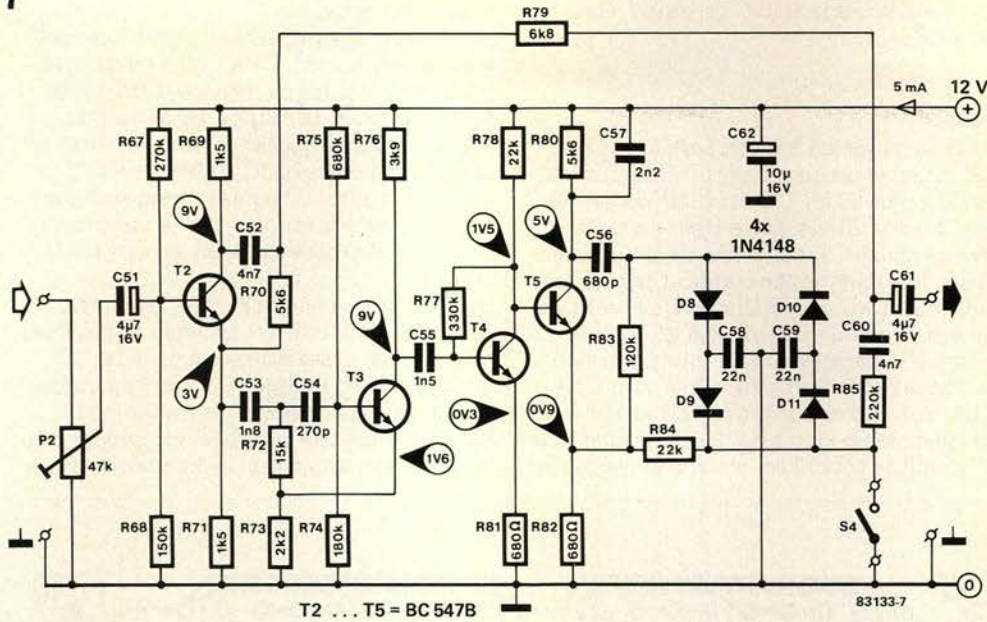 7
R79
6k8
5 mA
12 V
R67
270k
R69
1k5
R75
680k
R76
3k9
R78
22k
R80
5k6
C57
2n2
C62
10µ
16V
4x
1N4148
9V
C52
4n7
R70
5k6
1V5
5V
C56
680p
C51
4µ7
16V
T2
9V
R77
330k
T5
T4
D8
D10
C61
4µ7
16V
R83
120k
C58
22n
C59
22n
C60
4n7
C55
1n5
T3
3V
C53
1n8
C54
270p
D9
D11
R85
220k
P2
47k
R72
15k
1V6
0V3
0V9
R84
22k
R68
150k
R71
1k5
R73
2k2
R74
180k
R81
680Ω
R82
680Ω
S4
0
T2 ... T5 = BC 547B
83133-7